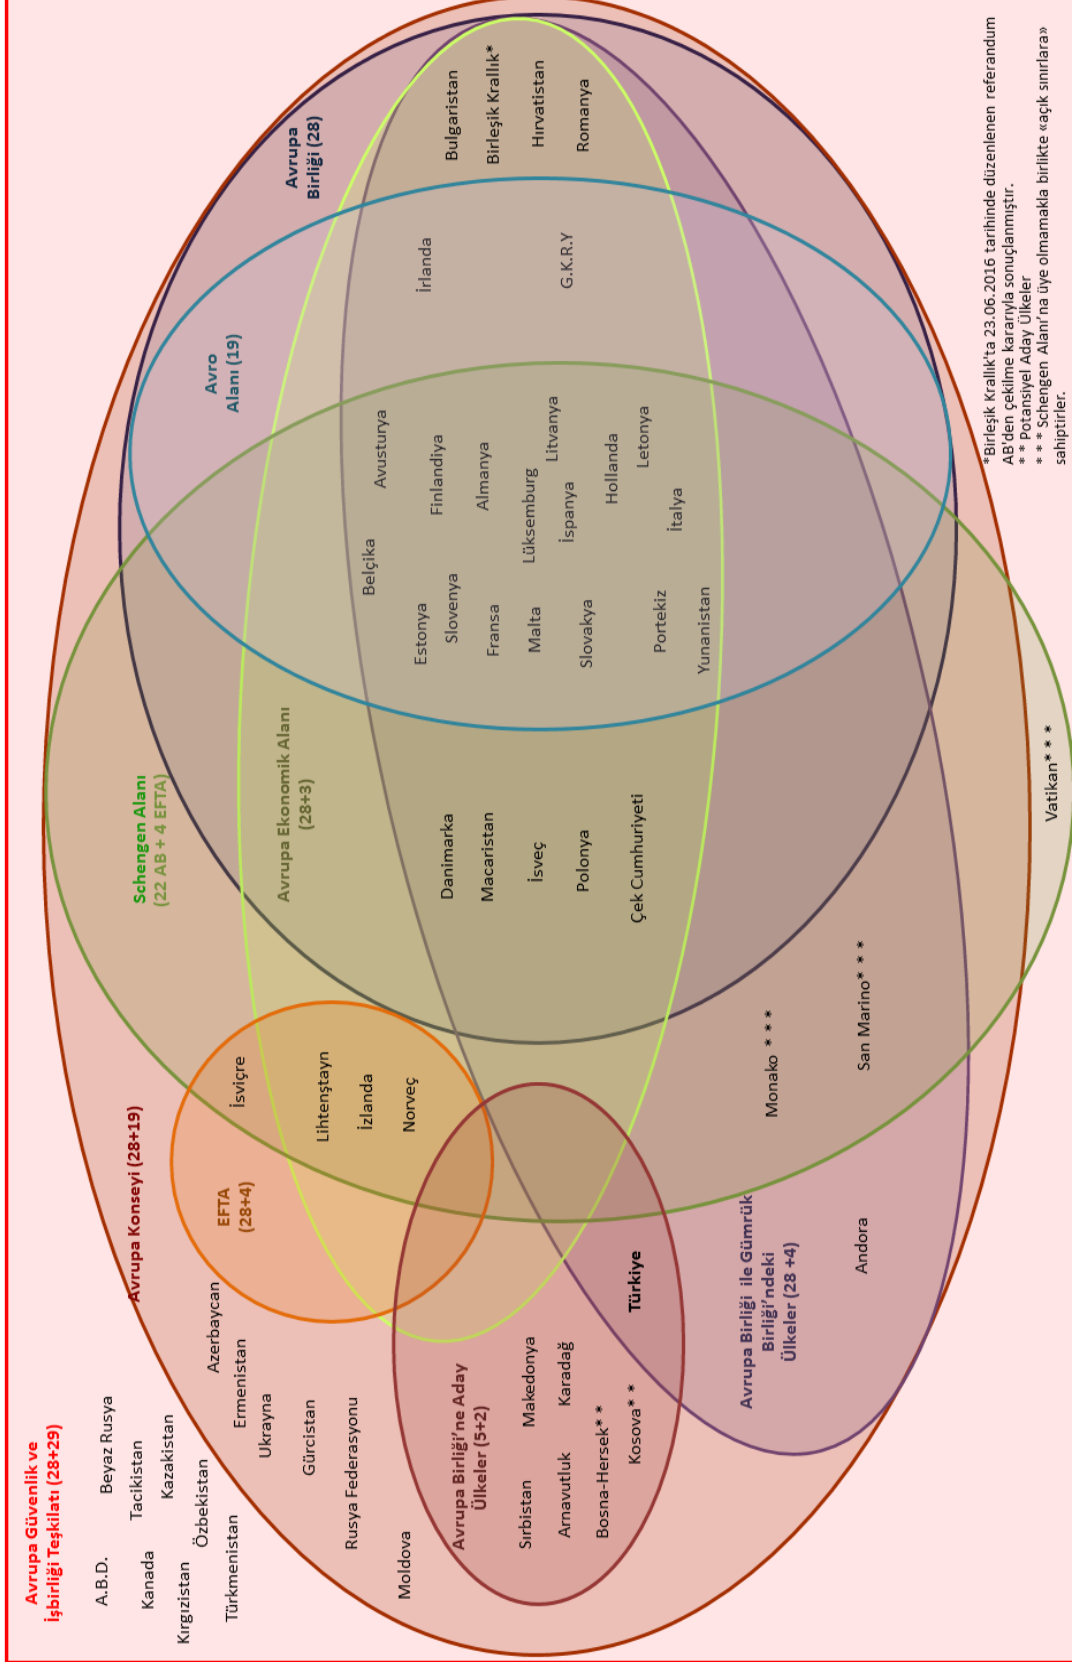 Avrupa Güvenlik ve
İşbirliği Teşkilatı (28+29)
A.B.D.
Beyaz Rusya
Kanada
Tacikistan
Kazakistan
Kırgızistan
Özbekistan
Türkmenistan
Avrupa Konseyi (28+19)
Azerbaycan
Ermenistan
Ukrayna
Gürcistan
Rusya Federasyonu
Moldova
EFTA
(28+4)
İsviçre
Lihtenştayn
İzlanda
Norveç
Schengen Alanı
(22 AB + 4 EFTA)
Avrupa Ekonomik Alanı
(28+3)
Avro
Alanı (19)
Avrupa
Birliği (28)
Avrupa Birliği’ne Aday
Ülkeler (5+2)
Sırbistan
Makedonya
Arnavutluk
Karadağ
Bosna-Hersek* *
Kosova* *
Türkiye
Danimarka
Macaristan
İsveç
Polonya
Çek Cumhuriyeti
Belçika
Avusturya
Estonya
Slovenya
Finlandiya
Fransa
Almanya
Malta
Lüksemburg
Litvanya
Slovakya
İspanya
Hollanda
Portekiz
Letonya
İtalya
Yunanistan
İrlanda
G.K.R.Y
Bulgaristan
Birleşik Krallık*
Hırvatistan
Romanya
Avrupa Birliği ile Gümrük
Birliği’ndeki
Ülkeler (28 +4)
Monako * * *
San Marino* * *
Andora
Vatikan* * *
*Birleşik Krallık’ta 23.06.2016 tarihinde düzenlenen referandum
AB’den çekilme kararıyla sonuçlanmıştır.
* * Potansiyel Aday Ülkeler
* * * Schengen Alanı’na üye olmamakla birlikte «açık sınırlara»
sahiptirler.